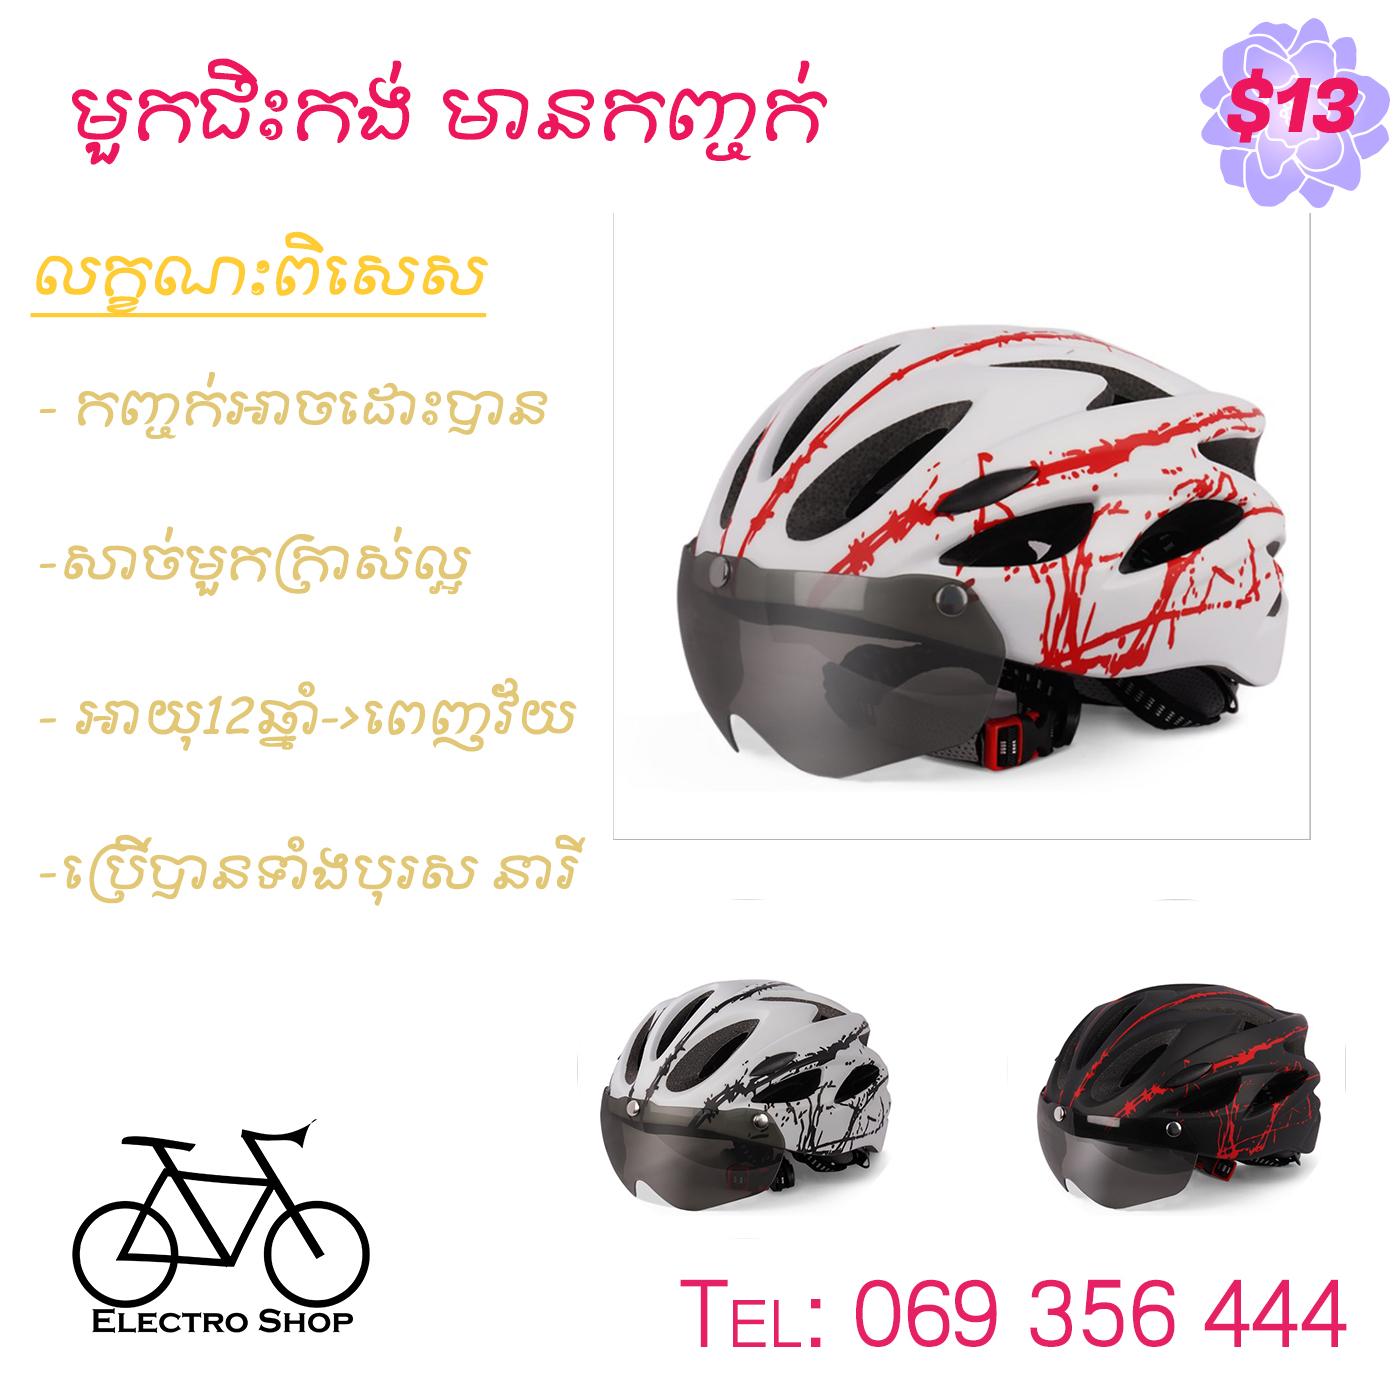 មួកជិះកង់ មានកញ្ចក់
$13
លក្ខណៈពិសេស
- កញ្ចក់អាចដោះបាន
-សាច់មួកក្រាស់ល្អ
- អាយុ12ឆ្នាំ->ពេញវ័យ
-ប្រើបានទាំងបុរស នារី
Electro Shop
Tel: 069 356 444